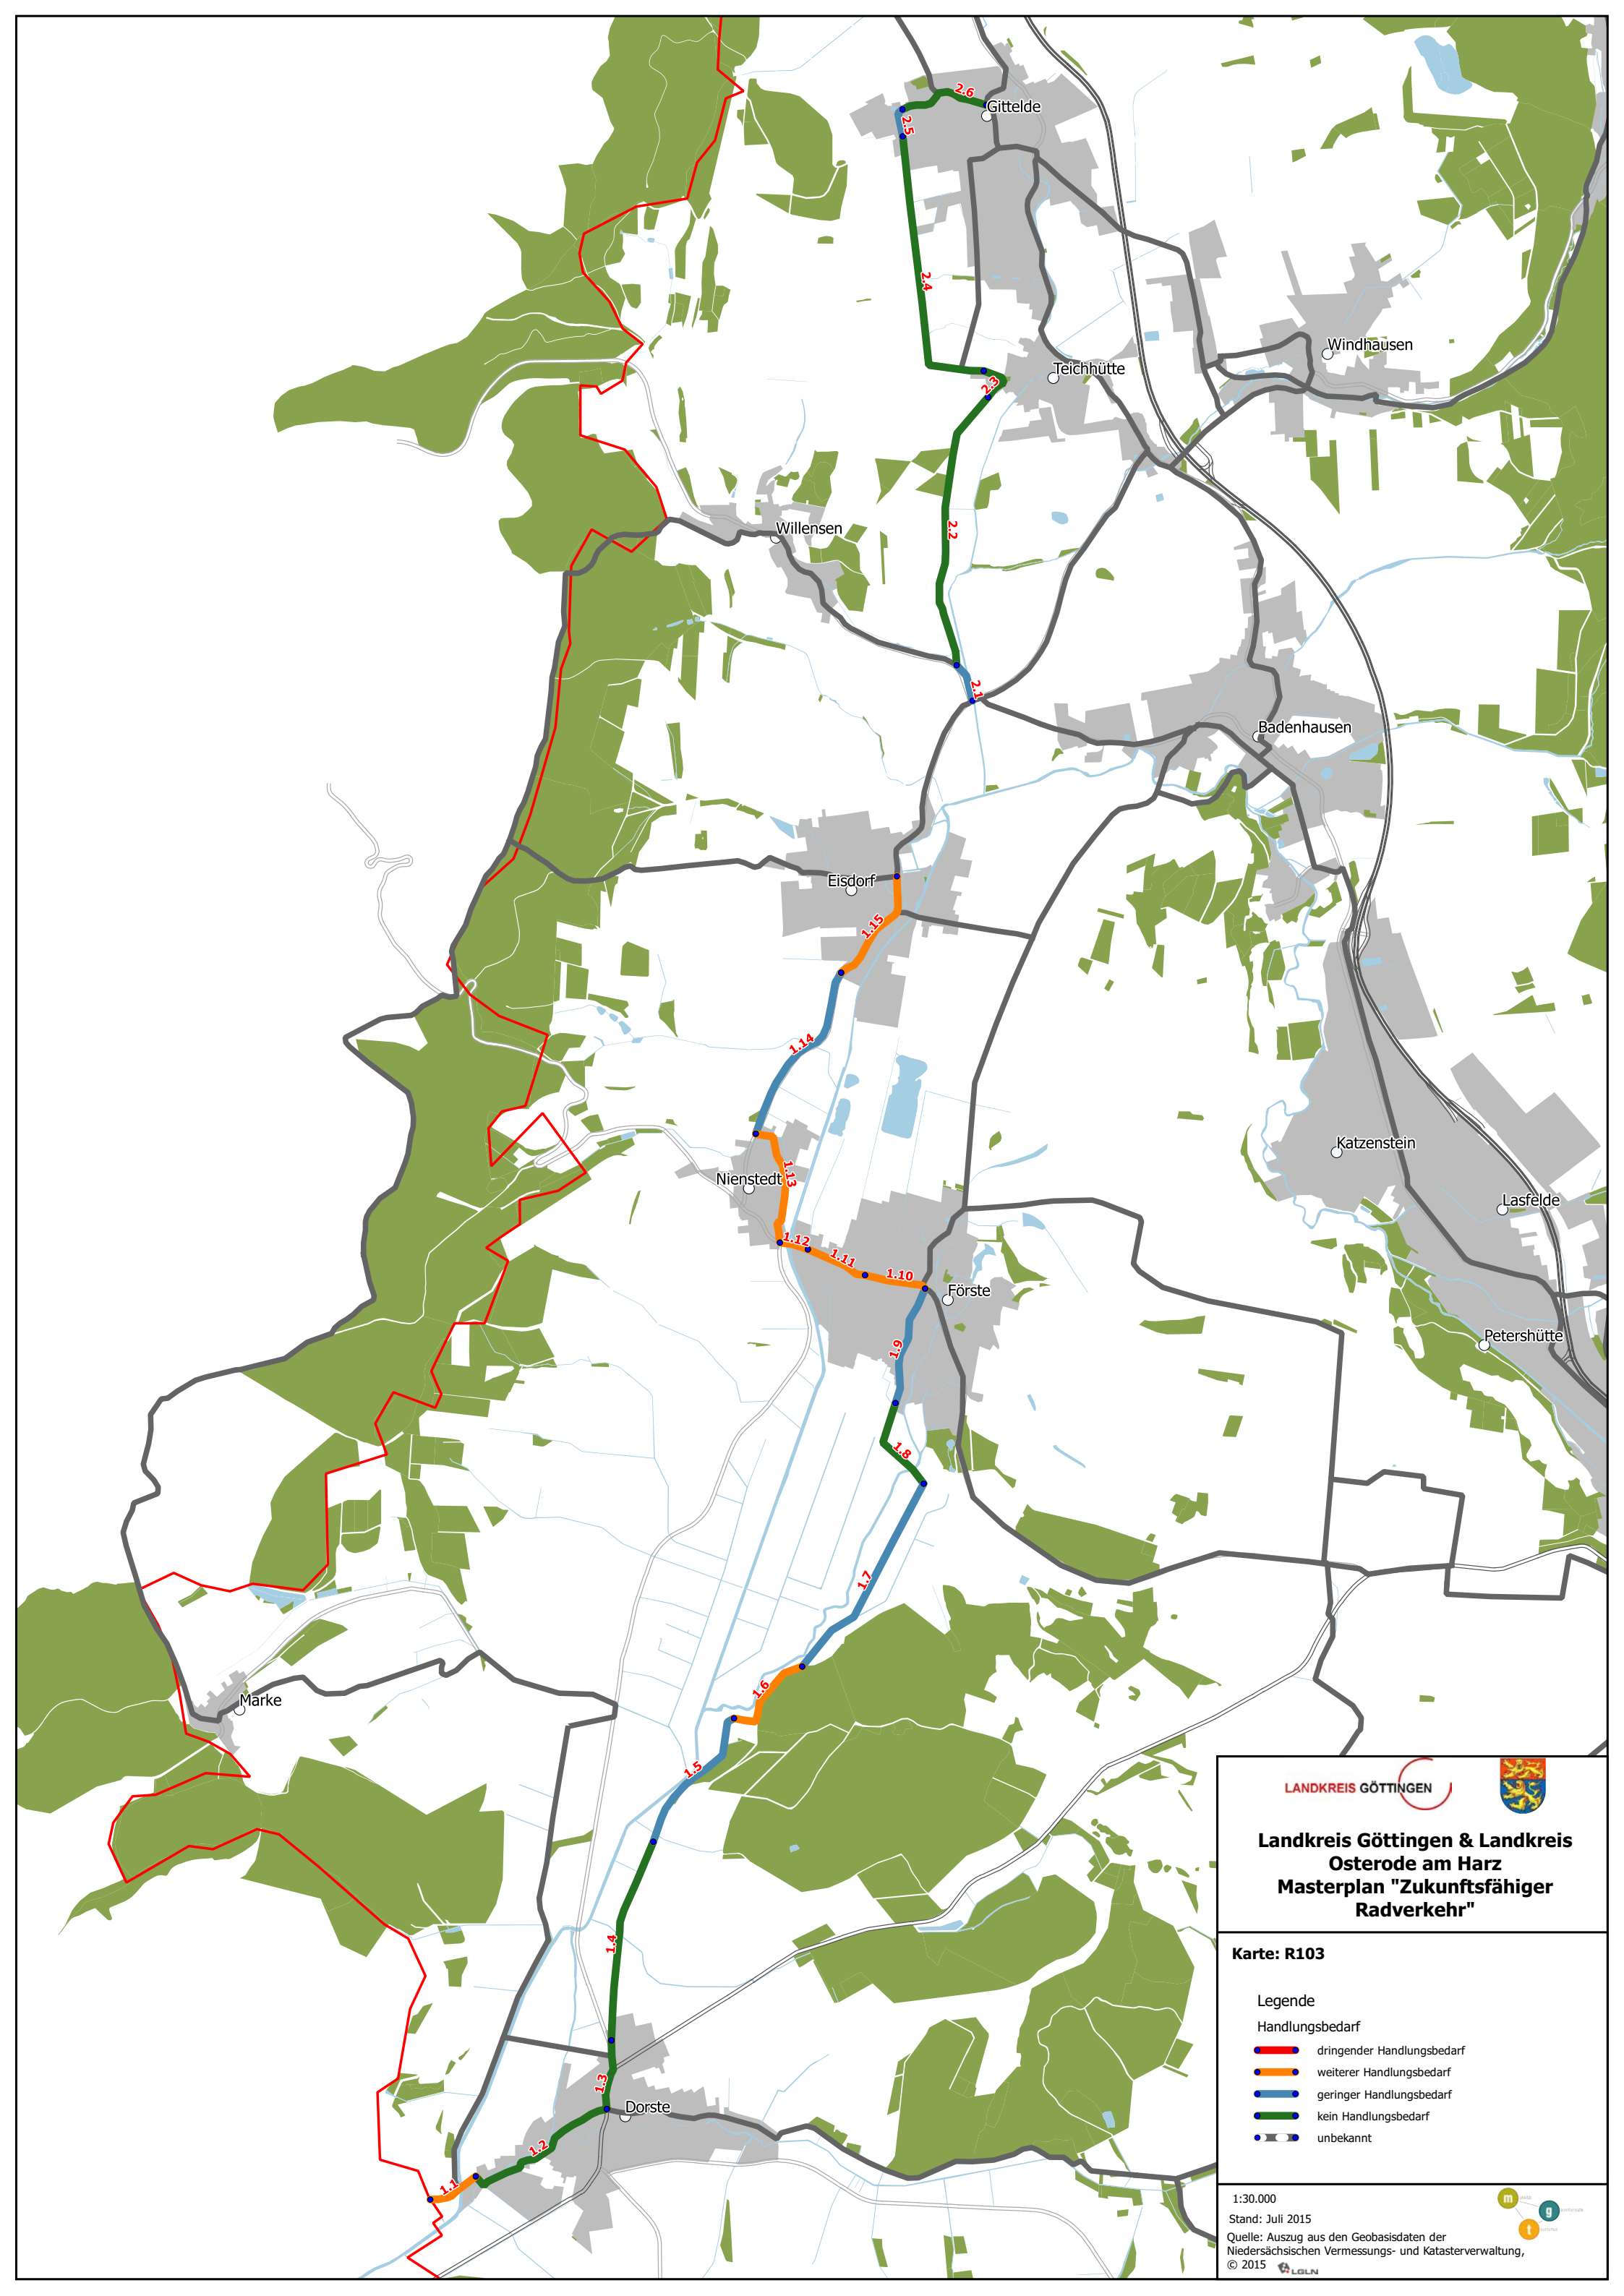 2.6
Gittelde
2.5
2.4
Windhausen
Teichhütte
2.3
Willensen
2.2
2.1
Badenhausen
Eisdorf
1.15
1.14
Katzenstein
1.13
Nienstedt
Lasfelde
1.12
1.11
1.10
Förste
Petershütte
1.9
1.8
1.7
1.6
Marke
1.5
1.4
1.3
Dorste
1.2
1.1
LANDKREIS GÖTTINGEN
Landkreis Göttingen & Landkreis
Osterode am Harz
Masterplan "Zukunftsfähiger
Radverkehr"
Karte: R103
Legende
Handlungsbedarf
dringender Handlungsbedarf
weiterer Handlungsbedarf
geringer Handlungsbedarf
kein Handlungsbedarf
unbekannt
1:30.000
Stand: Juli 2015
m
g
t
Quelle: Auszug aus den Geobasisdaten der
Niedersächsischen Vermessungs- und Katasterverwaltung,
© 2015 LGLN